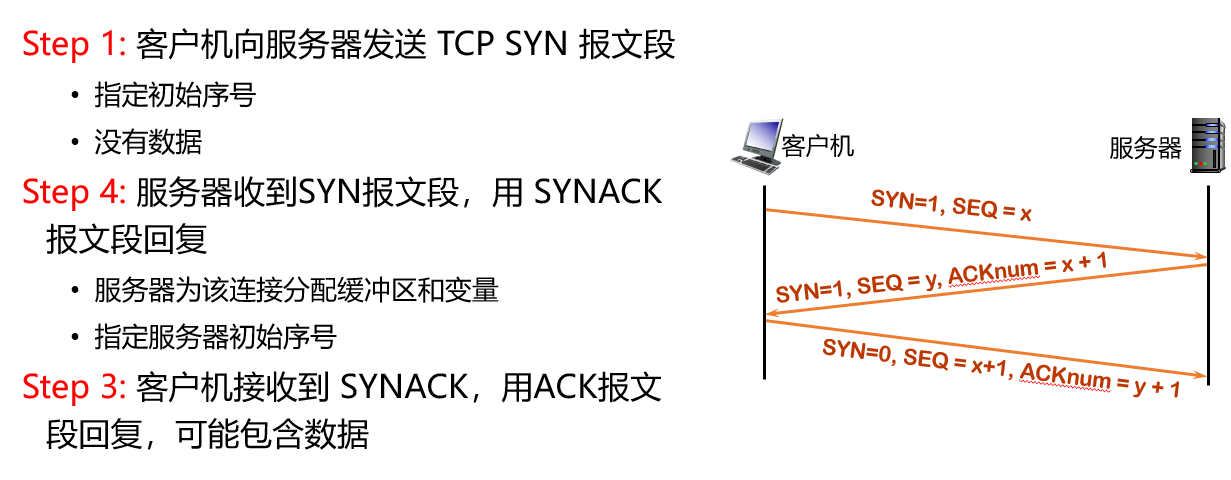 Step 1: 客户机向服务器发送 TCP SYN 报文段
• 指定初始序号
• 没有数据
Step 4: 服务器收到SYN报文段，用 SYNACK
报文段回复
• 服务器为该连接分配缓冲区和变量
• 指定服务器初始序号
Step 3: 客户机接收到 SYNACK，用ACK报文
段回复，可能包含数据
客户机
服务器
SYN=1, SEQ = x
SYN=1, SEQ = y, ACKnum = x + 1
SYN=0, SEQ = x+1, ACKnum = y + 1